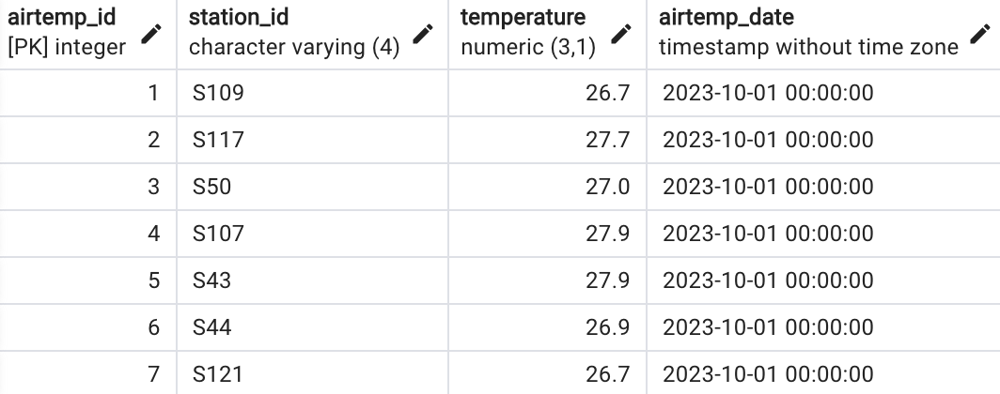 airtemp_id station_id temperature airtemp_date
[PK] integer character varying (4) numeric (3,1) timestamp without time zone
1 S109 26.7 2023-10-01 00:00:00
2 S117 27.7 2023-10-01 00:00:00
3 S50 27.0 2023-10-01 00:00:00
4 S107 27.9 2023-10-01 00:00:00
5 S43 27.9 2023-10-01 00:00:00
6 S44 26.9 2023-10-01 00:00:00
7 S121 26.7 2023-10-01 00:00:00